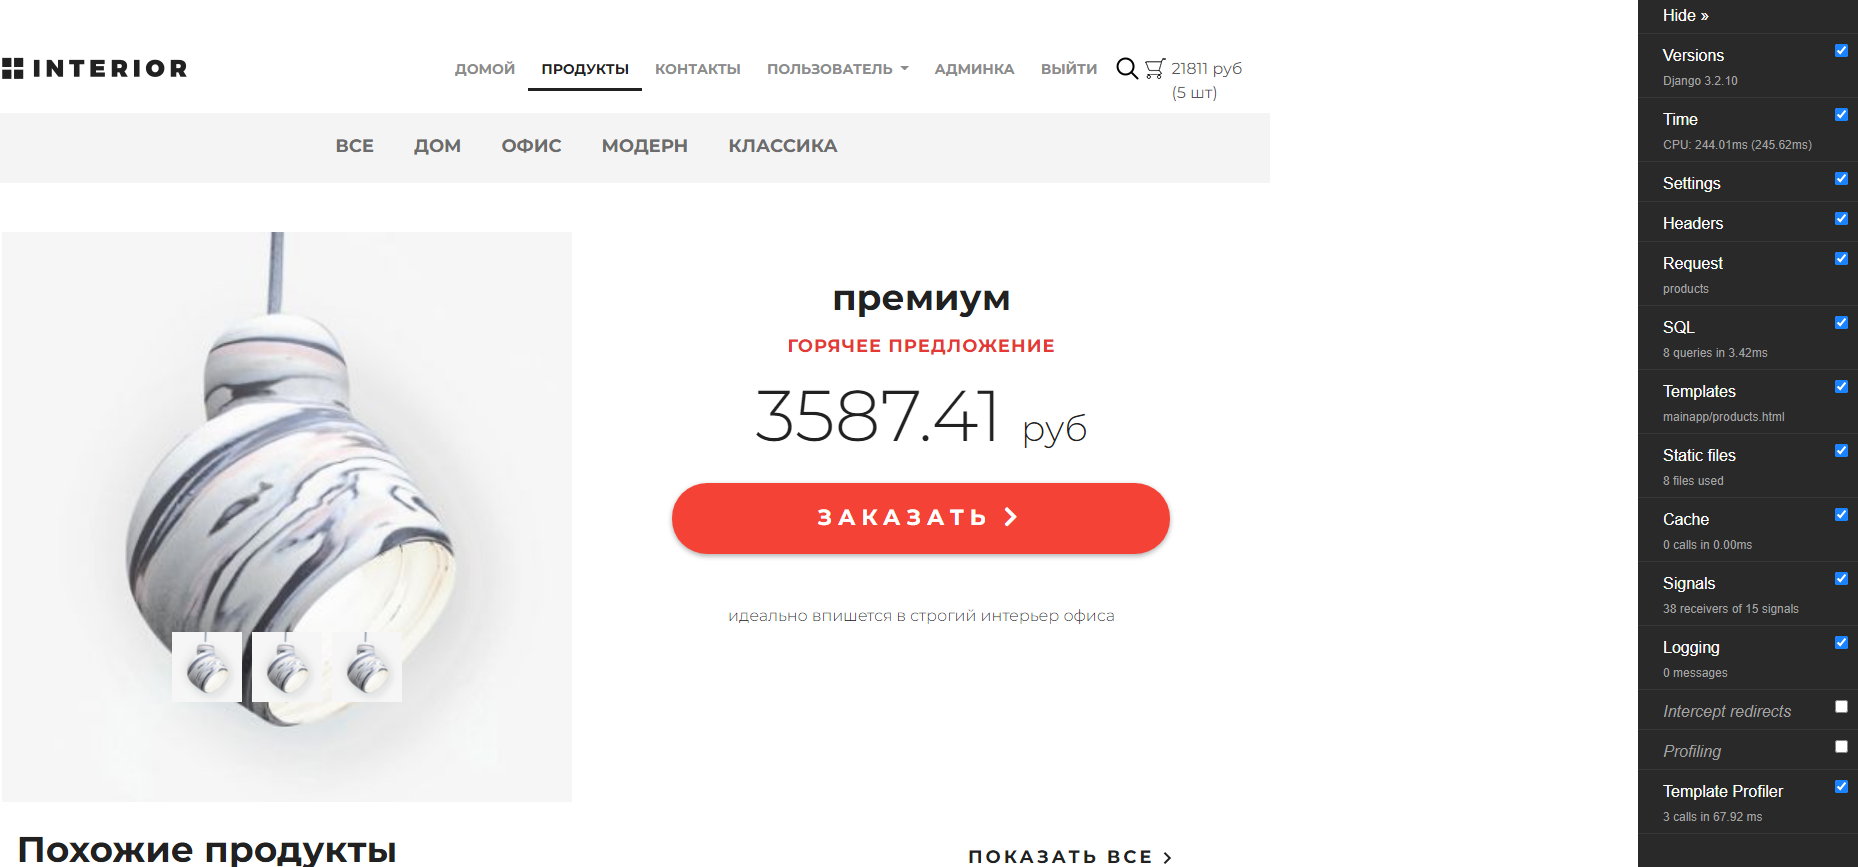 INTERIOR
ДОМОЙ ПРОДУКТЫ КОНТАКТЫ ПОЛЬЗОВАТЕЛЬ АДМИНКА ВЫЙТИ 21811 руб
(5 шт)
ВСЕ ДОМ ОФИС МОДЕРН КЛАССИКА
премиум
ГОРЯЧЕЕ ПРЕДЛОЖЕНИЕ
3587.41 руб
ЗАКАЗАТЬ
идеально впишется в строгий интерьер офиса
Похожие продукты
ПОКАЗАТЬ ВСЕ
Hide »
Versions
Django 3.2.10
Time
CPU: 244.01ms (245.62ms)
Settings
Headers
Request
products
SQL
8 queries in 3.42ms
Templates
mainapp/products.html
Static files
8 files used
Cache
0 calls in 0.00ms
Signals
38 receivers of 15 signals
Logging
0 messages
Intercept redirects
Profiling
Template Profiler
3 calls in 67.92 ms